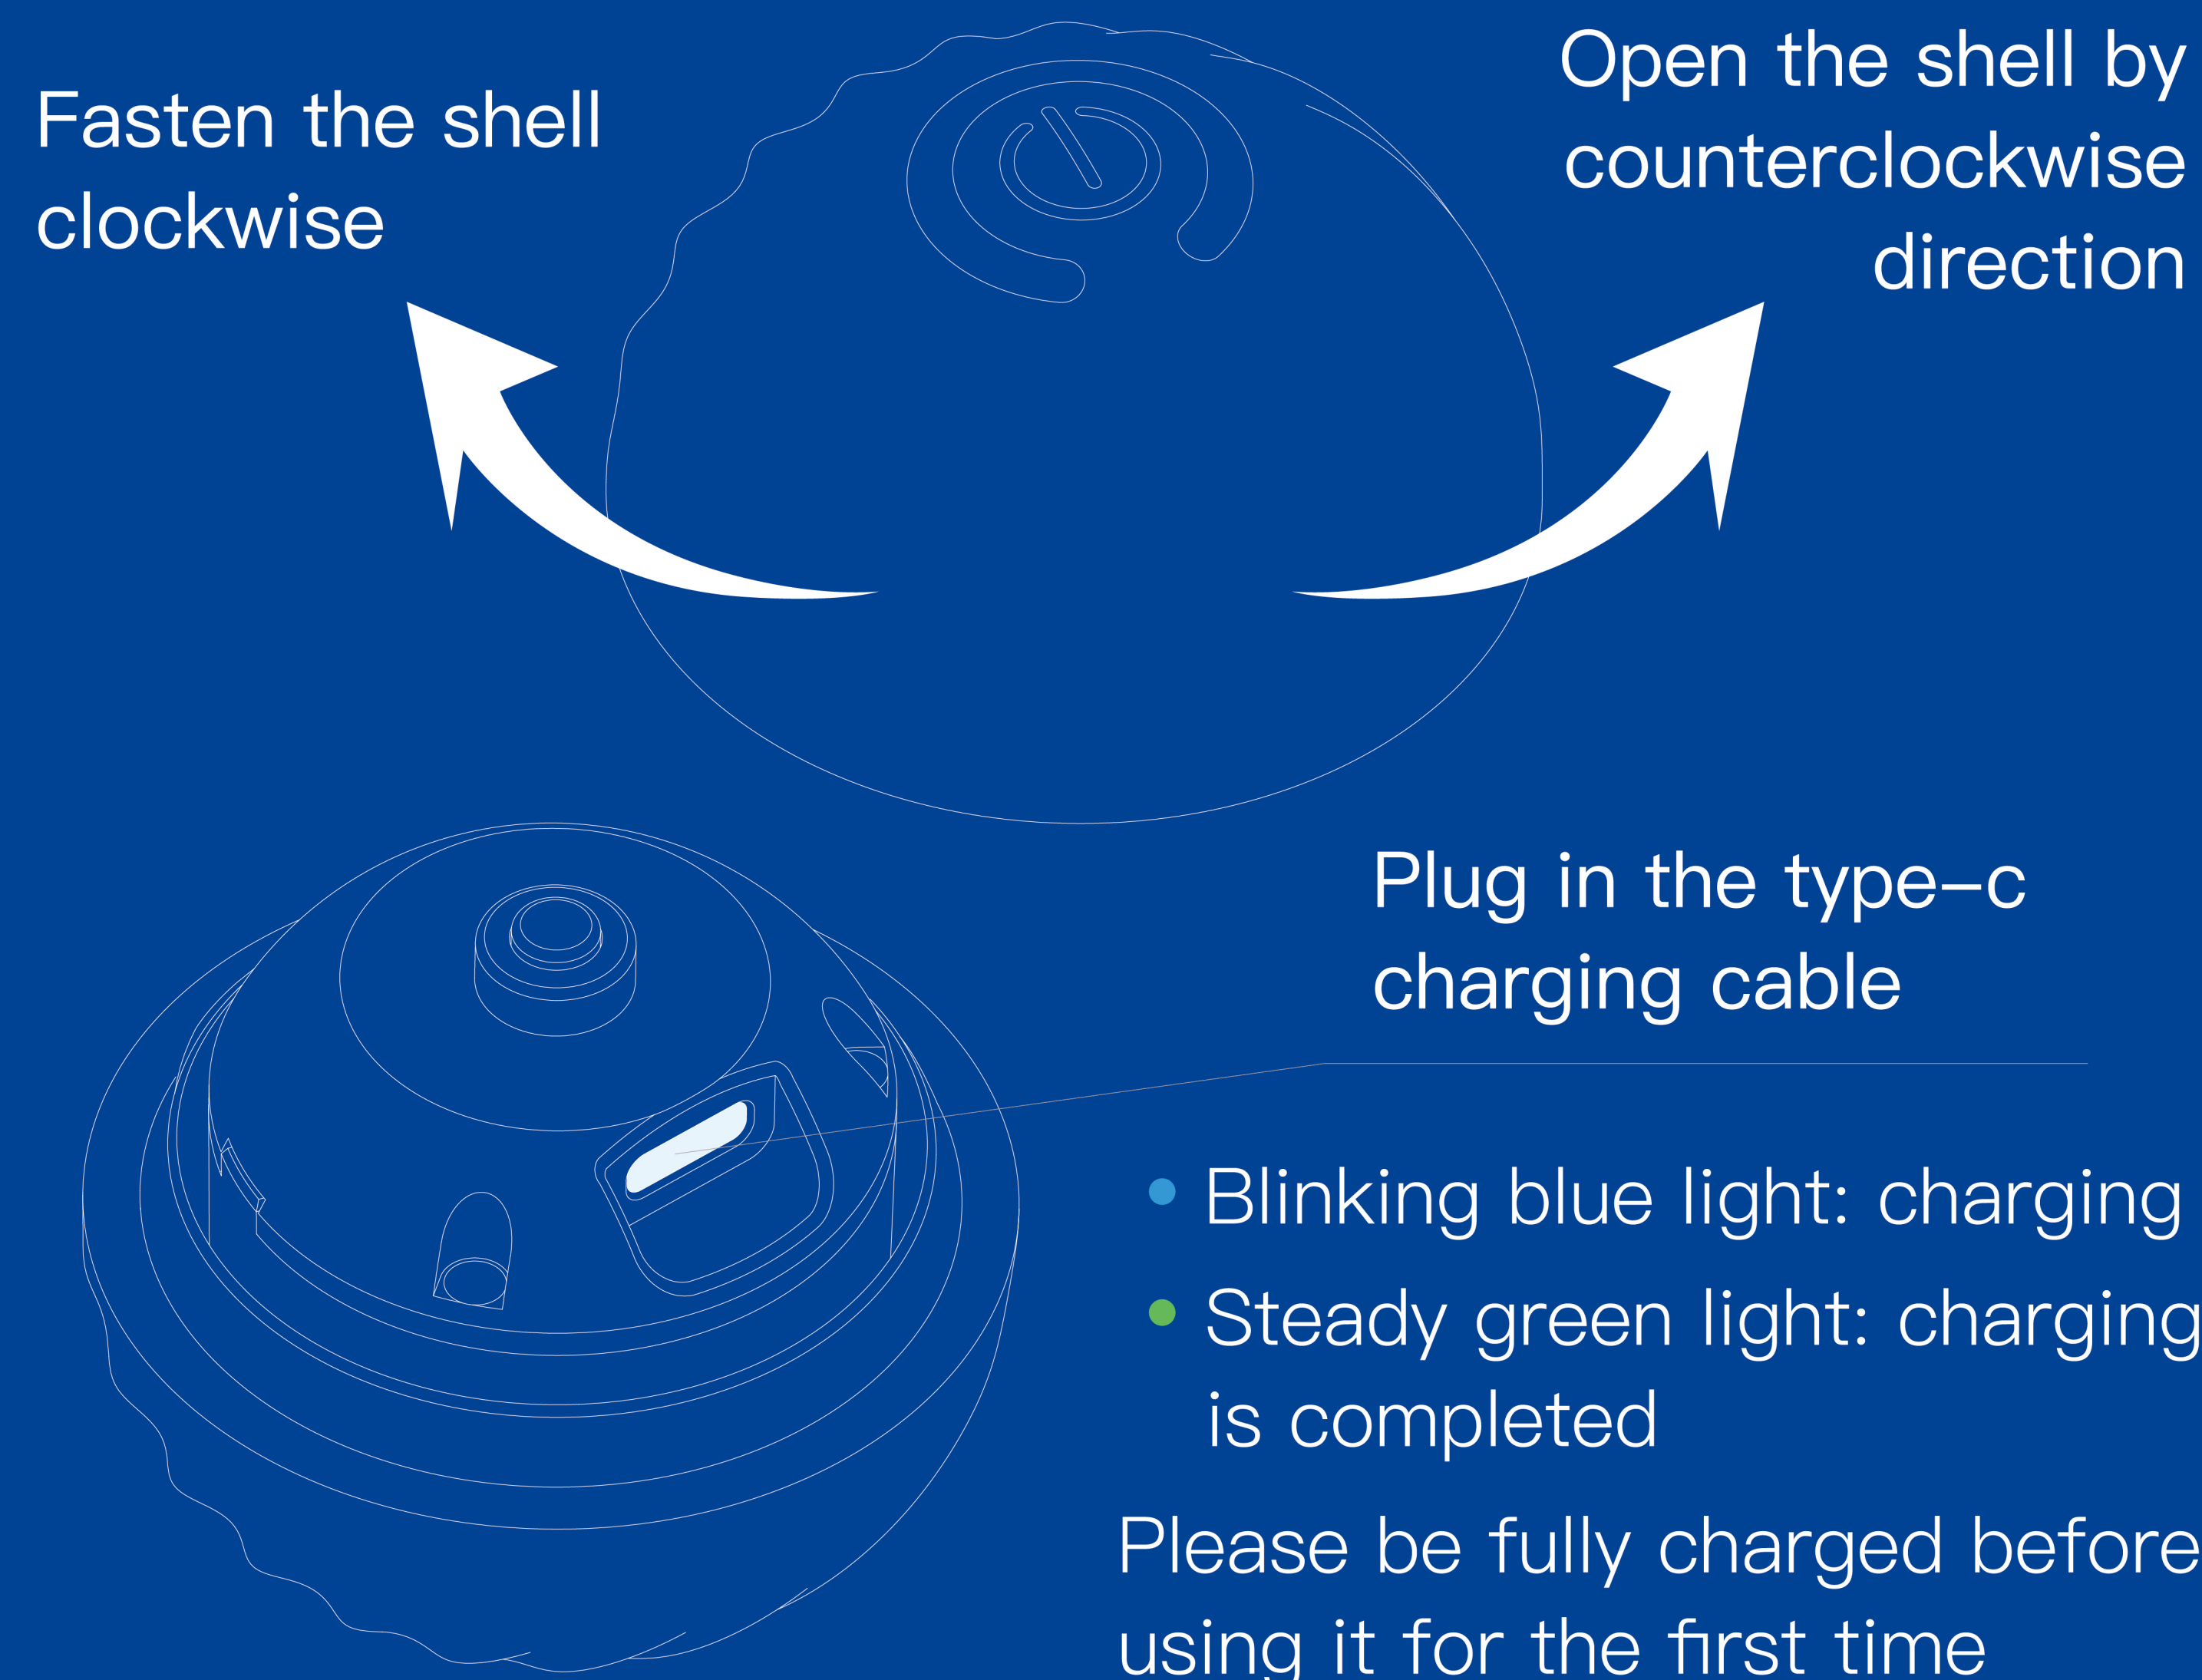 Fasten the shell
clockwise
Open the shell by
counterclockwise
direction
Plug in the type–c
charging cable
Blinking blue light: charging
Steady green light: charging
is completed
Please be fully charged before
using it for the first time